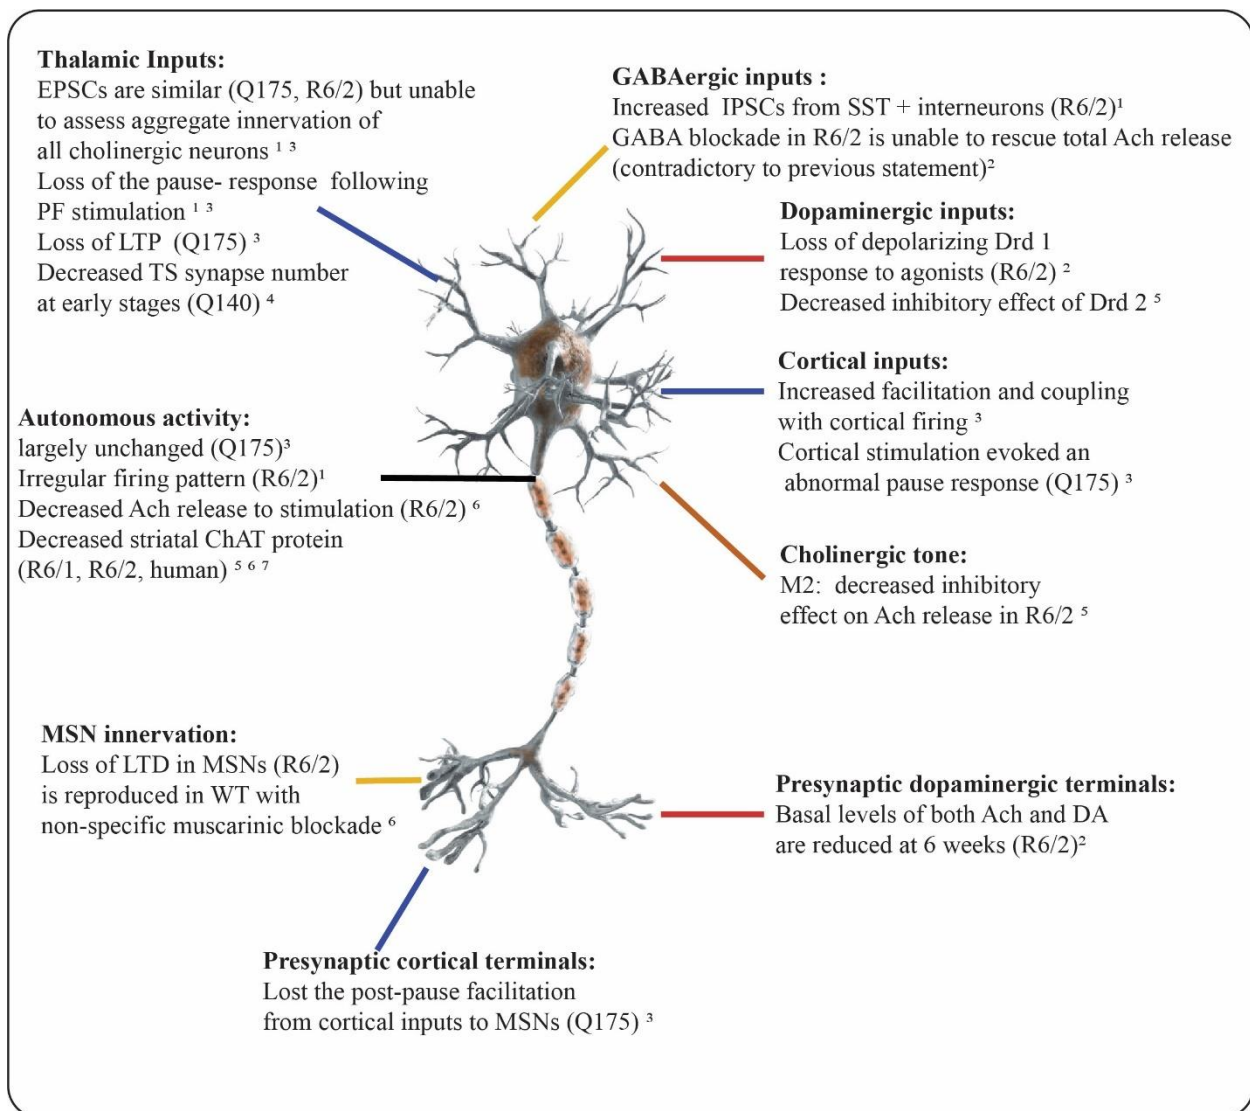 Thalamic Inputs:
EPSCs are similar (Q175, R6/2) but unable
to assess aggregate innervation of
all cholinergic neurons ¹ ³
Loss of the pause- response following
PF stimulation ¹ ³
Loss of LTP (Q175) ³
Decreased TS synapse number
at early stages (Q140) ⁴
GABAergic inputs :
Increased IPSCs from SST + interneurons (R6/2)¹
GABA blockade in R6/2 is unable to rescue total Ach release
(contradictory to previous statement)²
Dopaminergic inputs:
Loss of depolarizing Drd 1
response to agonists (R6/2) ²
Decreased inhibitory effect of Drd 2 ⁵
Cortical inputs:
Increased facilitation and coupling
with cortical firing ³
Cortical stimulation evoked an
abnormal pause response (Q175) ³
Autonomous activity:
largely unchanged (Q175)³
Irregular firing pattern (R6/2)¹
Decreased Ach release to stimulation (R6/2) ⁶
Decreased striatal ChAT protein
(R6/1, R6/2, human) ⁵ ⁶ ⁷
Cholinergic tone:
M2: decreased inhibitory
effect on Ach release in R6/2 ⁵
MSN innervation:
Loss of LTD in MSNs (R6/2)
is reproduced in WT with
non-specific muscarinic blockade ⁶
Presynaptic dopaminergic terminals:
Basal levels of both Ach and DA
are reduced at 6 weeks (R6/2)²
Presynaptic cortical terminals:
Lost the post-pause facilitation
from cortical inputs to MSNs (Q175) ³